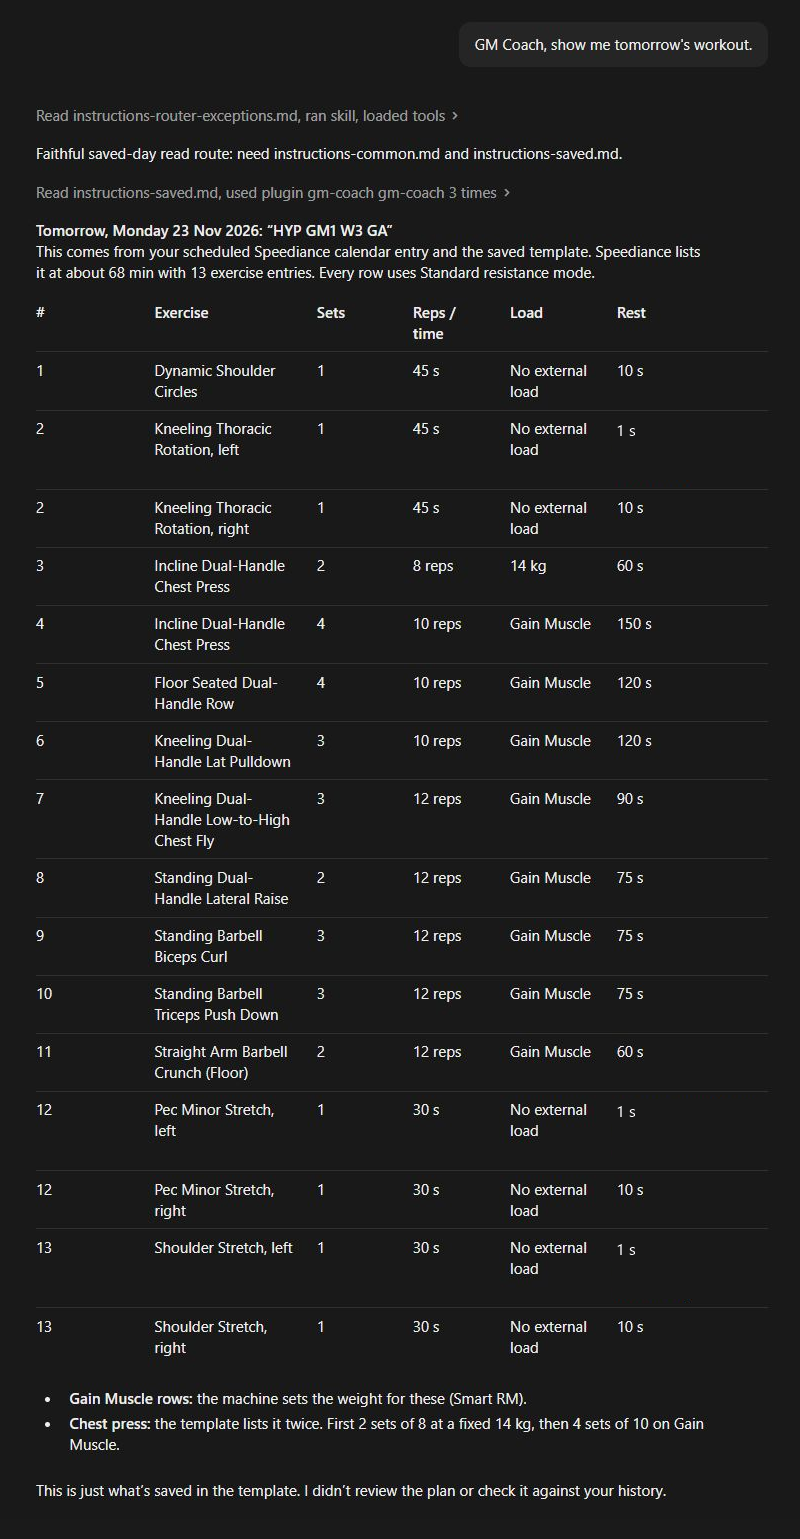 GM Coach, show me tomorrow's workout.
Read instructions-router-exceptions.md, ran skill, loaded tools >
Faithful saved-day read route: need instructions-common.md and instructions-saved.md.
Read instructions-saved.md, used plugin gm-coach gm-coach 3 times >
Tomorrow, Monday 23 Nov 2026: “HYP GM1 W3 GA”
This comes from your scheduled Speediance calendar entry and the saved template. Speediance lists
it at about 68 min with 13 exercise entries. Every row uses Standard resistance mode.
# Exercise Sets Reps / Load Rest
time
1 Dynamic Shoulder 1 45 s No external 10 s
Circles load
2 Kneeling Thoracic 1 45 s No external 1 s
Rotation, left load
2 Kneeling Thoracic 1 45 s No external 10 s
Rotation, right load
3 Incline Dual-Handle 2 8 reps 14 kg 60 s
Chest Press
4 Incline Dual-Handle 4 10 reps Gain Muscle 150 s
Chest Press
5 Floor Seated Dual- 4 10 reps Gain Muscle 120 s
Handle Row
6 Kneeling Dual- 3 10 reps Gain Muscle 120 s
Handle Lat Pulldown
7 Kneeling Dual- 3 12 reps Gain Muscle 90 s
Handle Low-to-High
Chest Fly
8 Standing Dual- 2 12 reps Gain Muscle 75 s
Handle Lateral Raise
9 Standing Barbell 3 12 reps Gain Muscle 75 s
Biceps Curl
10 Standing Barbell 3 12 reps Gain Muscle 75 s
Triceps Push Down
11 Straight Arm Barbell 2 12 reps Gain Muscle 60 s
Crunch (Floor)
12 Pec Minor Stretch, 1 30 s No external 1 s
left load
12 Pec Minor Stretch, 1 30 s No external 10 s
right load
13 Shoulder Stretch, left 1 30 s No external 1 s
load
13 Shoulder Stretch, 1 30 s No external 10 s
right load
• Gain Muscle rows: the machine sets the weight for these (Smart RM).
• Chest press: the template lists it twice. First 2 sets of 8 at a fixed 14 kg, then 4 sets of 10 on Gain
Muscle.
This is just what’s saved in the template. I didn’t review the plan or check it against your history.